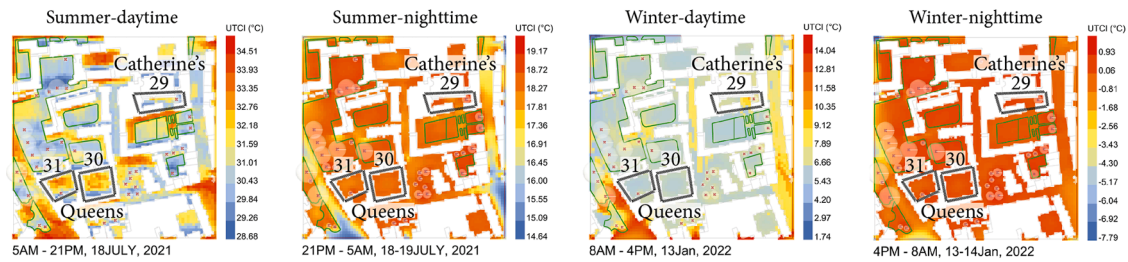 Summer-daytime
UTCI (°C)
34.51
33.93
33.35
32.76
32.18
31.59
31.01
30.43
29.84
29.26
28.68
Catherine's
29
31
30
Queens
5AM - 21PM, 18JULY, 2021
Summer-nighttime
UTCI (°C)
19.17
18.72
18.27
17.81
17.36
16.91
16.45
16.00
15.55
15.09
14.64
Catherine's
29
31
30
Queens
21PM - 5AM, 18-19JULY, 2021
Winter-daytime
UTCI (°C)
14.04
12.81
11.58
10.35
9.12
7.89
6.66
5.43
4.20
2.97
1.74
Catherine's
29
31
30
Queens
8AM - 4PM, 13Jan, 2022
Winter-nighttime
UTCI (°C)
0.93
0.06
-0.81
-1.68
-2.56
-3.43
-4.30
-5.17
-6.04
-6.92
-7.79
Catherine's
29
31
30
Queens
4PM - 8AM, 13-14Jan, 2022